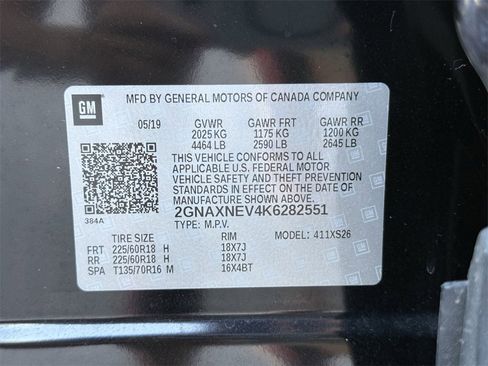 GM
MFD BY GENERAL MOTORS OF CANADA COMPANY
05/19 GVWR GAWR FRT GAWR RR
2025 KG 1175 KG 1200 KG
4464 LB 2590 LB 2645 LB
THIS VEHICLE CONFORMS TO ALL
APPLICABLE U.S. FEDERAL MOTOR
VEHICLE SAFETY AND THEFT PREVENTION
STANDARDS IN EFFECT ON THE DATE
OF MANUFACTURE SHOWN ABOVE.
384A 2GNAXNEV4K6282551
TYPE: M.P.V.
TIRE SIZE RIM MODEL: 411XS26
FRT 225/60R18 H 18X7J
RR 225/60R18 H 18X7J
SPA T135/70R16 M 16X4BT